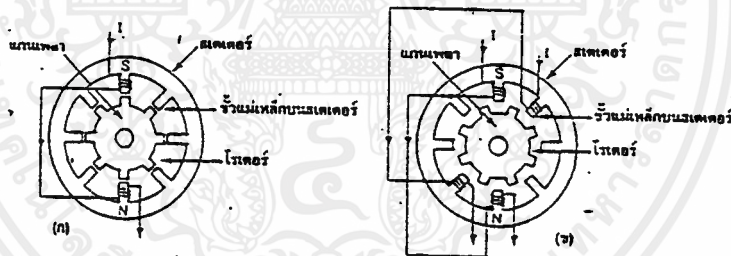 I
แกนเพลา
S
สเตเตอร์
ขั้วแม่เหล็กบนสเตเตอร์
โรเตอร์
N
(ก)
I
I
แกนเพลา
S
สเตเตอร์
ขั้วแม่เหล็กบนสเตเตอร์
โรเตอร์
N
(ข)